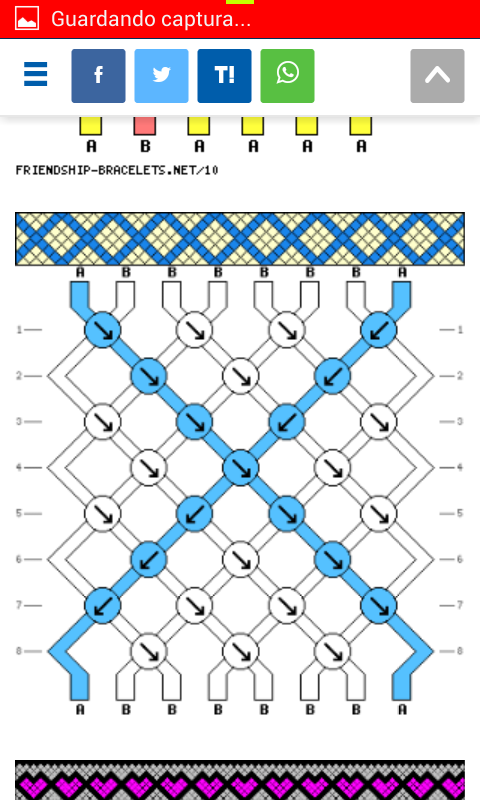 Guardando captura...
f T!
A B A A A A
FRIENDSHIP-BRACELETS.NET/10
A B B B B B B A
1 1
2 2
3 3
4 4
5 5
6 6
7 7
8 8
A B B B B B B A